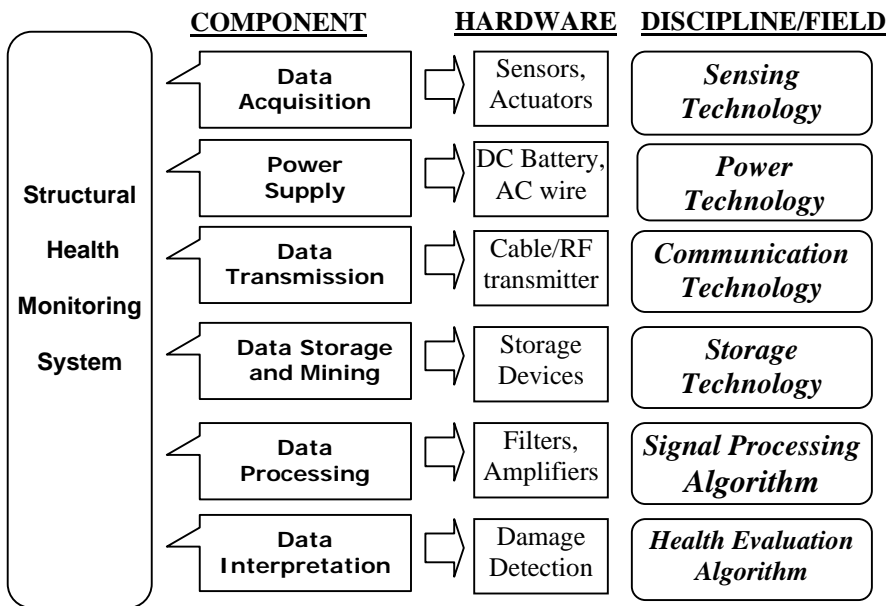 COMPONENT HARDWARE DISCIPLINE/FIELD
Structural
Health
Monitoring
System
Data
Acquisition
Sensors,
Actuators
Sensing
Technology
Power
Supply
DC Battery,
AC wire
Power
Technology
Data
Transmission
Cable/RF
transmitter
Communication
Technology
Data Storage
and Mining
Storage
Devices
Storage
Technology
Data
Processing
Filters,
Amplifiers
Signal Processing
Algorithm
Data
Interpretation
Damage
Detection
Health Evaluation
Algorithm